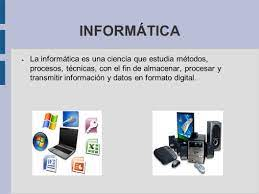 INFORMÁTICA
La informática es una ciencia que estudia métodos,
procesos, técnicas, con el fin de almacenar, procesar y
transmitir información y datos en formato digital.